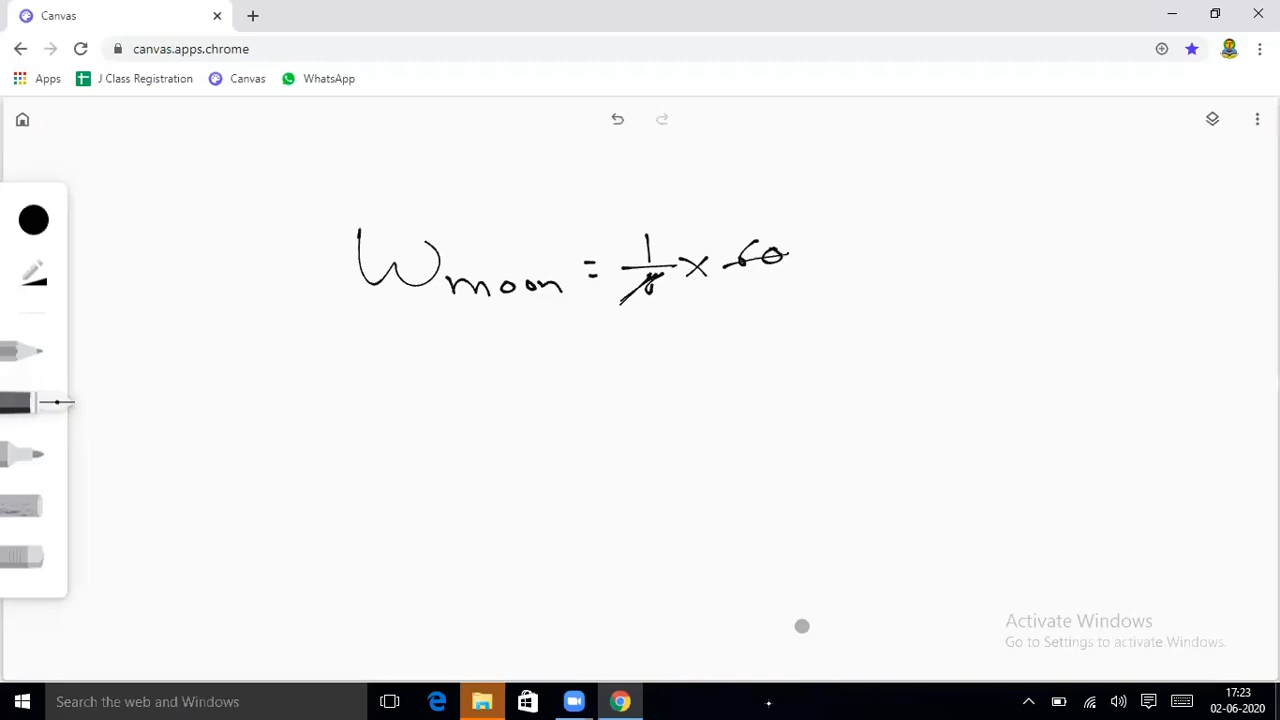 Canvas
canvas.apps.chrome
Apps
J Class Registration
Canvas
WhatsApp
W moon = 1/6 × 60
Activate Windows
Go to Settings to activate Windows.
Search the web and Windows
17:23
02-06-2020